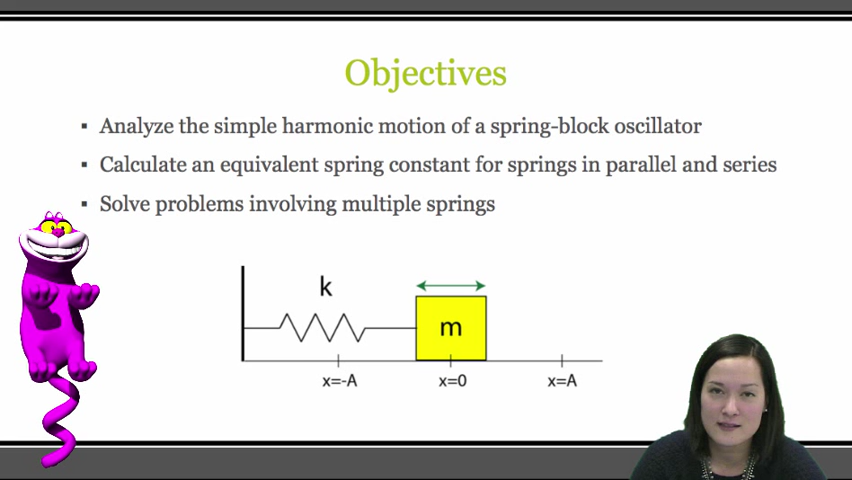 Objectives
▪ Analyze the simple harmonic motion of a spring-block oscillator
▪ Calculate an equivalent spring constant for springs in parallel and series
▪ Solve problems involving multiple springs
k
m
x=-A x=0 x=A